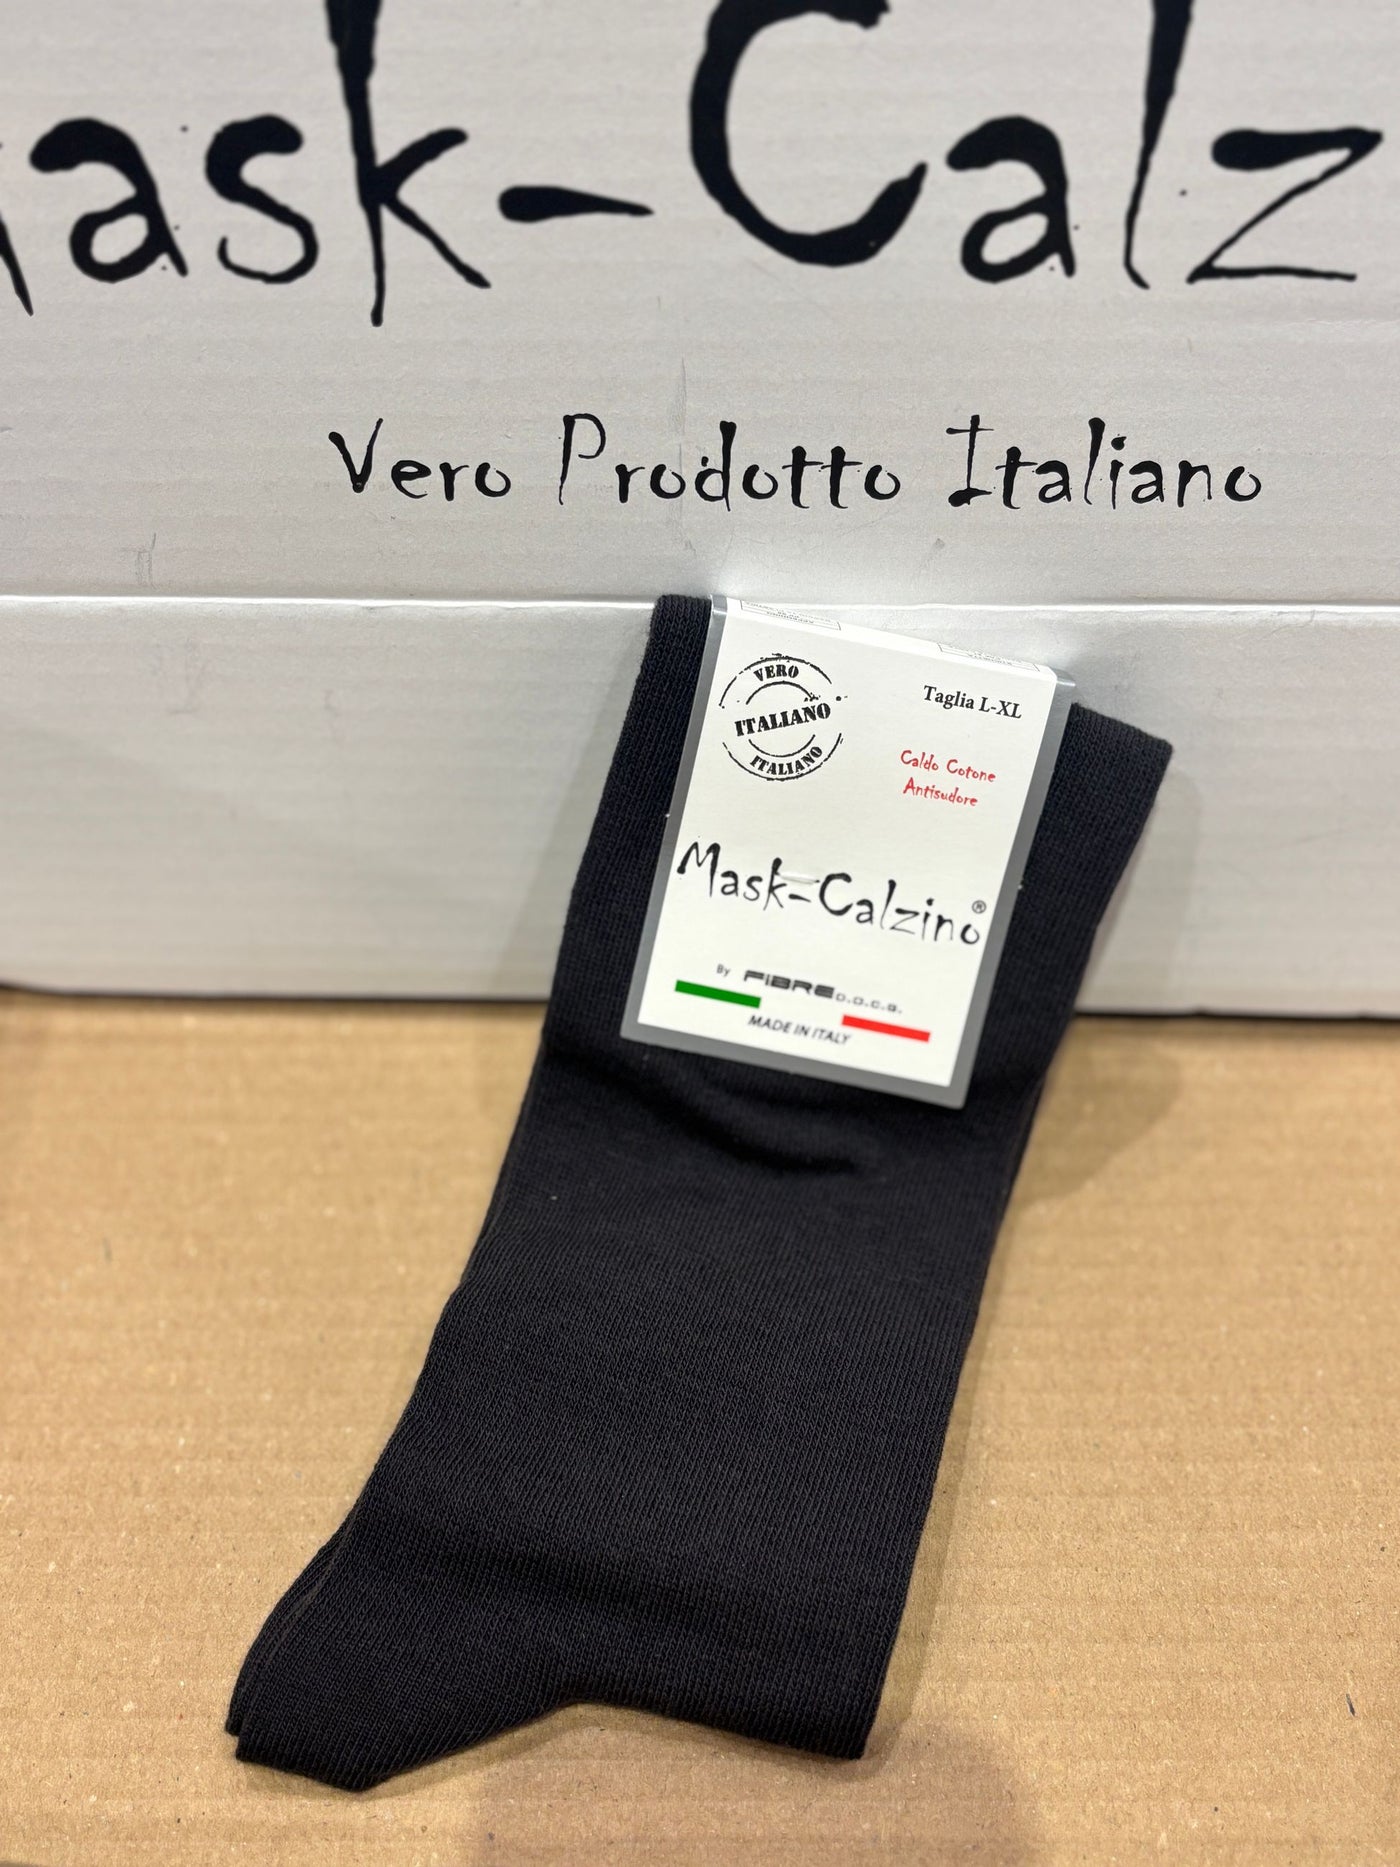 ask-Calz
Vero Prodotto Italiano
VERO
ITALIANO
ITALIANO
Taglia L-XL
Caldo Cotone
Antisudore
Mask-Calzino®
By FiBRE D.O.C.G.
MADE IN ITALY